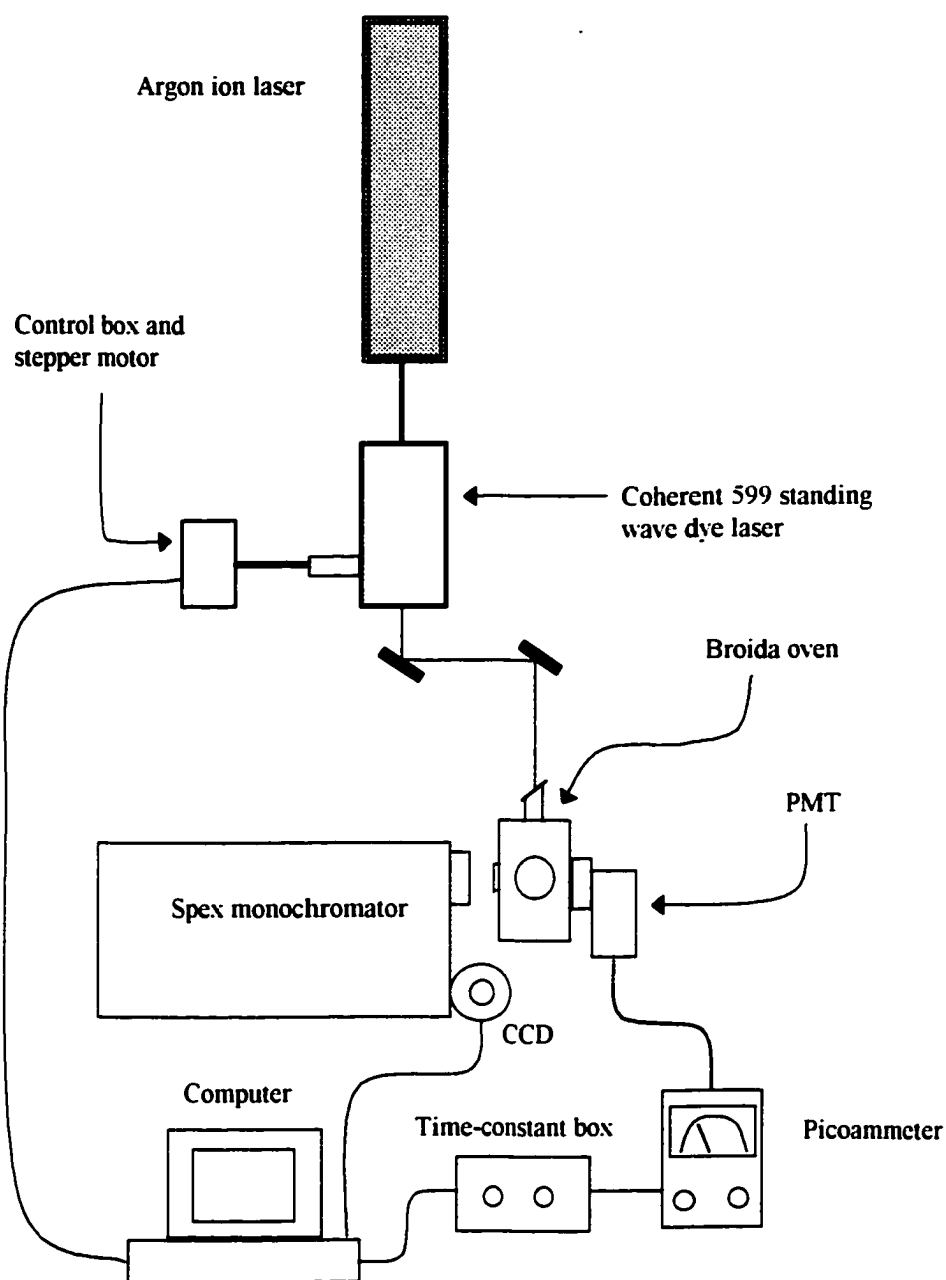 Argon ion laser
Control box and
stepper motor
Coherent 599 standing
wave dye laser
Broida oven
PMT
Spex monochromator
CCD
Computer
Time-constant box
Picoammeter